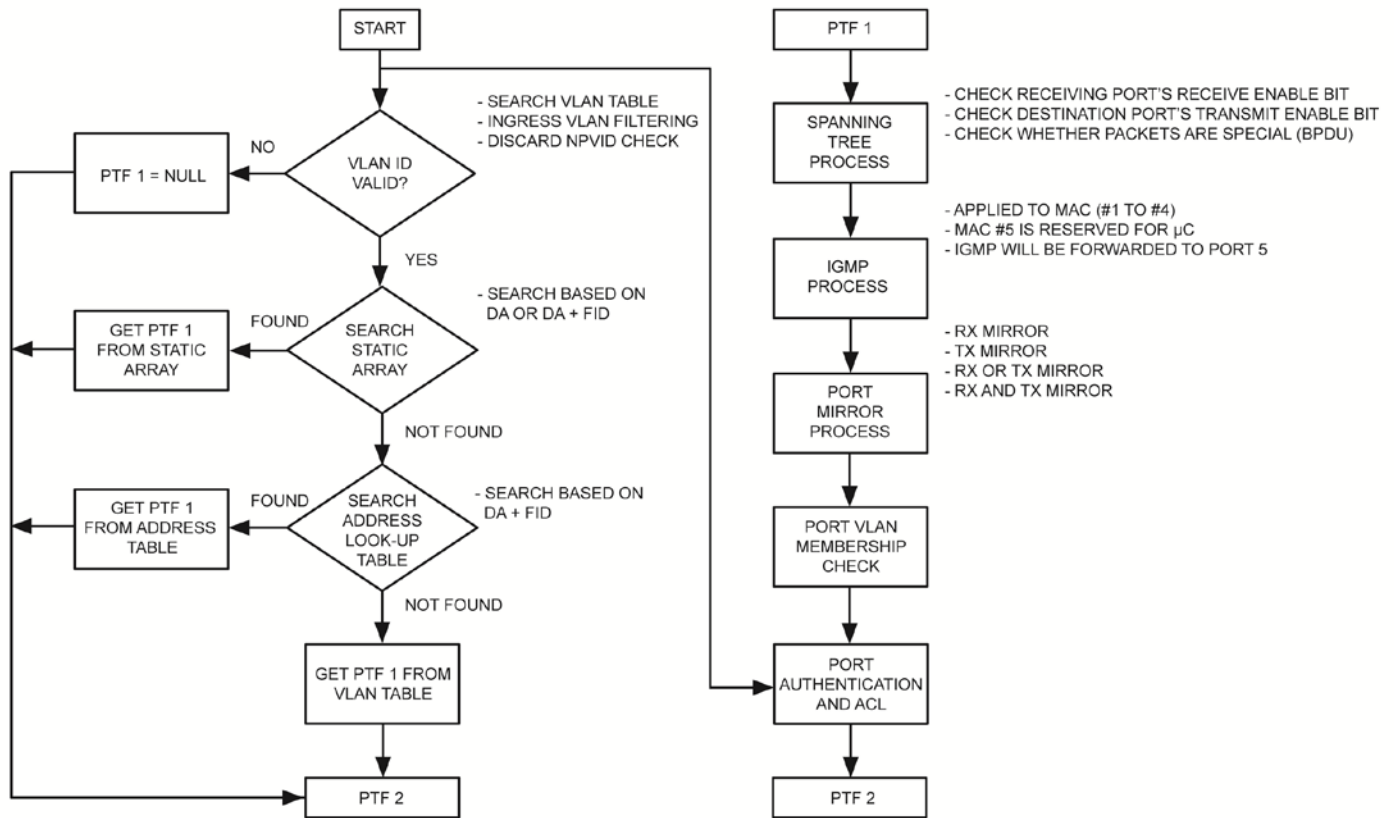 START
- SEARCH VLAN TABLE
- INGRESS VLAN FILTERING
- DISCARD NPVID CHECK
VLAN ID
VALID?
NO
PTF 1 = NULL
YES
- SEARCH BASED ON
DA OR DA + FID
SEARCH
STATIC
ARRAY
FOUND
GET PTF 1
FROM STATIC
ARRAY
NOT FOUND
- SEARCH BASED ON
DA + FID
SEARCH
ADDRESS
LOOK-UP
TABLE
FOUND
GET PTF 1
FROM ADDRESS
TABLE
NOT FOUND
GET PTF 1 FROM
VLAN TABLE
PTF 2
PTF 1
SPANNING
TREE
PROCESS
- CHECK RECEIVING PORT'S RECEIVE ENABLE BIT
- CHECK DESTINATION PORT'S TRANSMIT ENABLE BIT
- CHECK WHETHER PACKETS ARE SPECIAL (BPDU)
IGMP
PROCESS
- APPLIED TO MAC (#1 TO #4)
- MAC #5 IS RESERVED FOR µC
- IGMP WILL BE FORWARDED TO PORT 5
PORT
MIRROR
PROCESS
- RX MIRROR
- TX MIRROR
- RX OR TX MIRROR
- RX AND TX MIRROR
PORT VLAN
MEMBERSHIP
CHECK
PORT
AUTHENTICATION
AND ACL
PTF 2